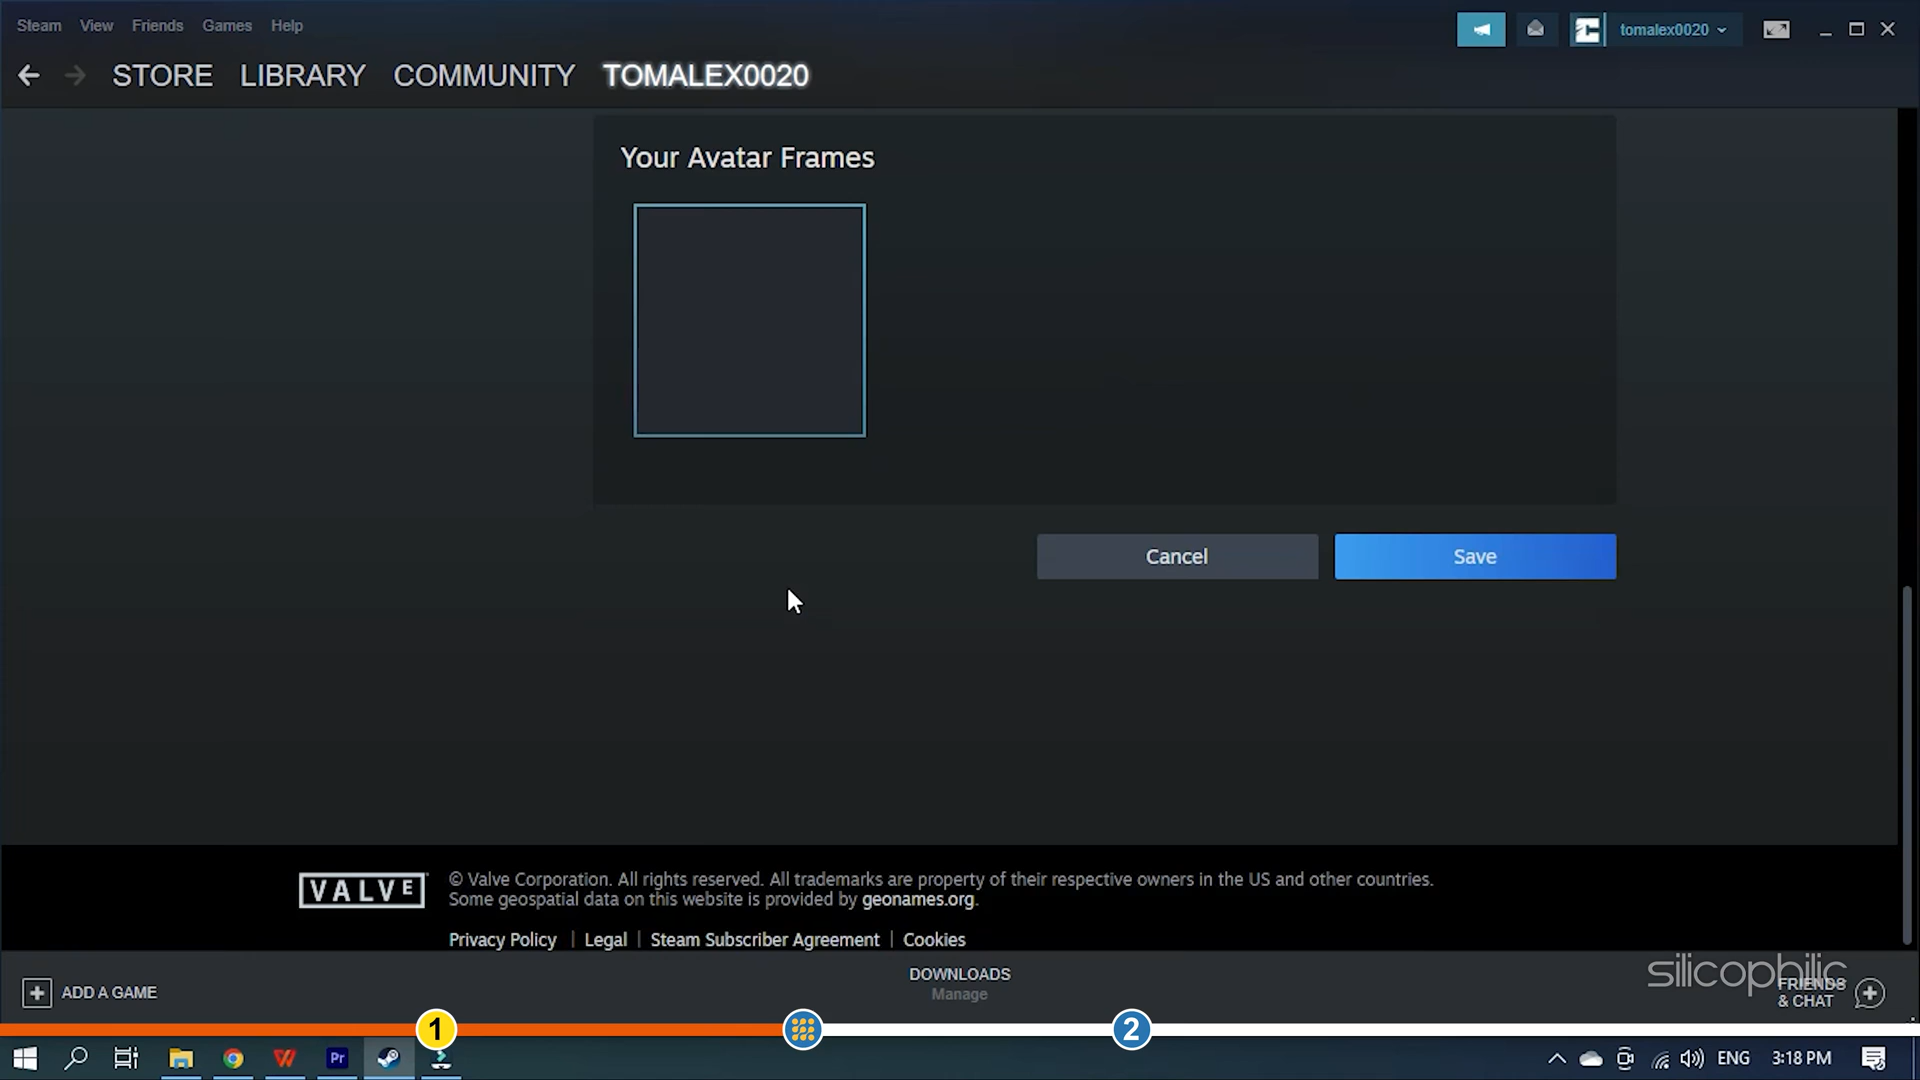 Steam View Friends Games Help
tomalex0020
STORE LIBRARY COMMUNITY TOMALEX0020
Your Avatar Frames
Cancel Save
VALVE
© Valve Corporation. All rights reserved. All trademarks are property of their respective owners in the US and other countries.
Some geospatial data on this website is provided by geonames.org.
Privacy Policy | Legal | Steam Subscriber Agreement | Cookies
ADD A GAME
DOWNLOADS
Manage
silicophilic
FRIENDS
& CHAT
1 2
Pr ENG 3:18 PM